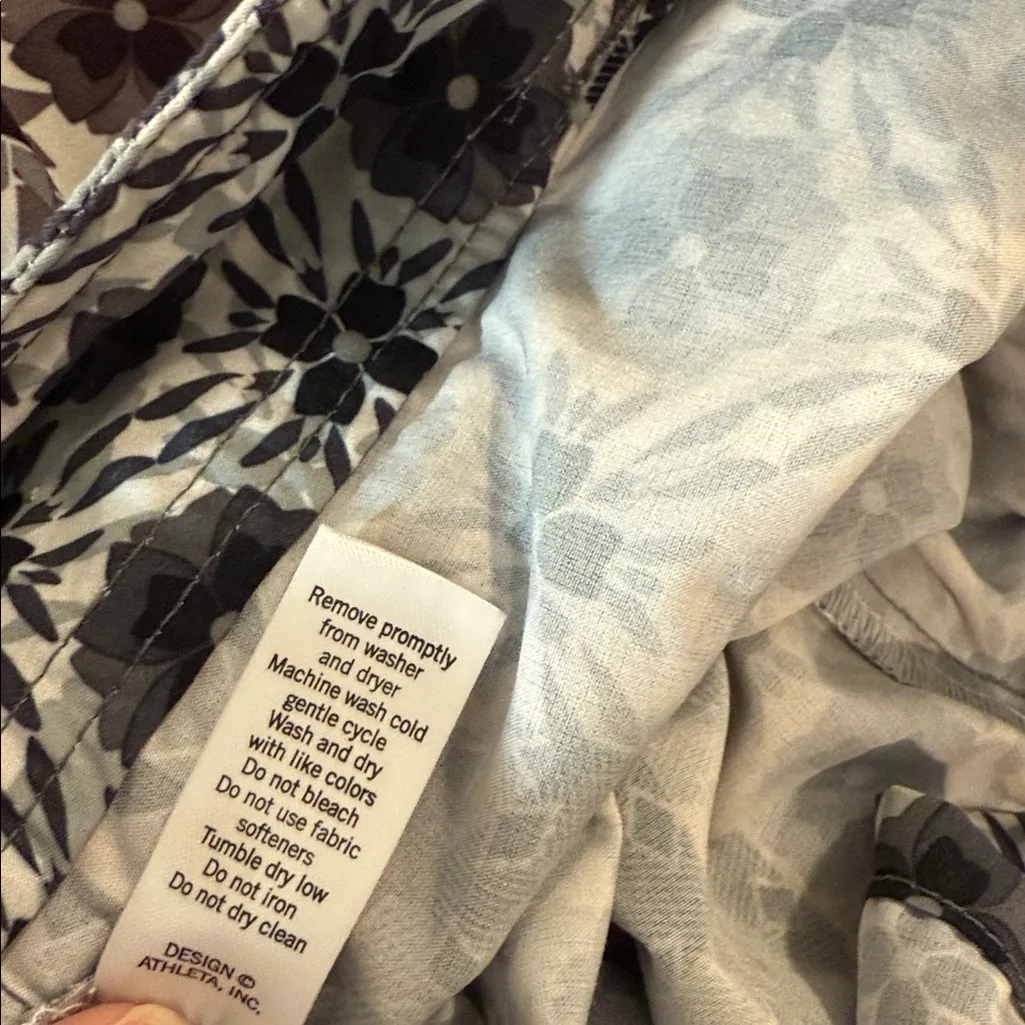 Remove promptly
from washer
and dryer
Machine wash cold
gentle cycle
Wash and dry
with like colors
Do not bleach
Do not use fabric
softeners
Tumble dry low
Do not iron
Do not dry clean
DESIGN ©
ATHLETA, INC.